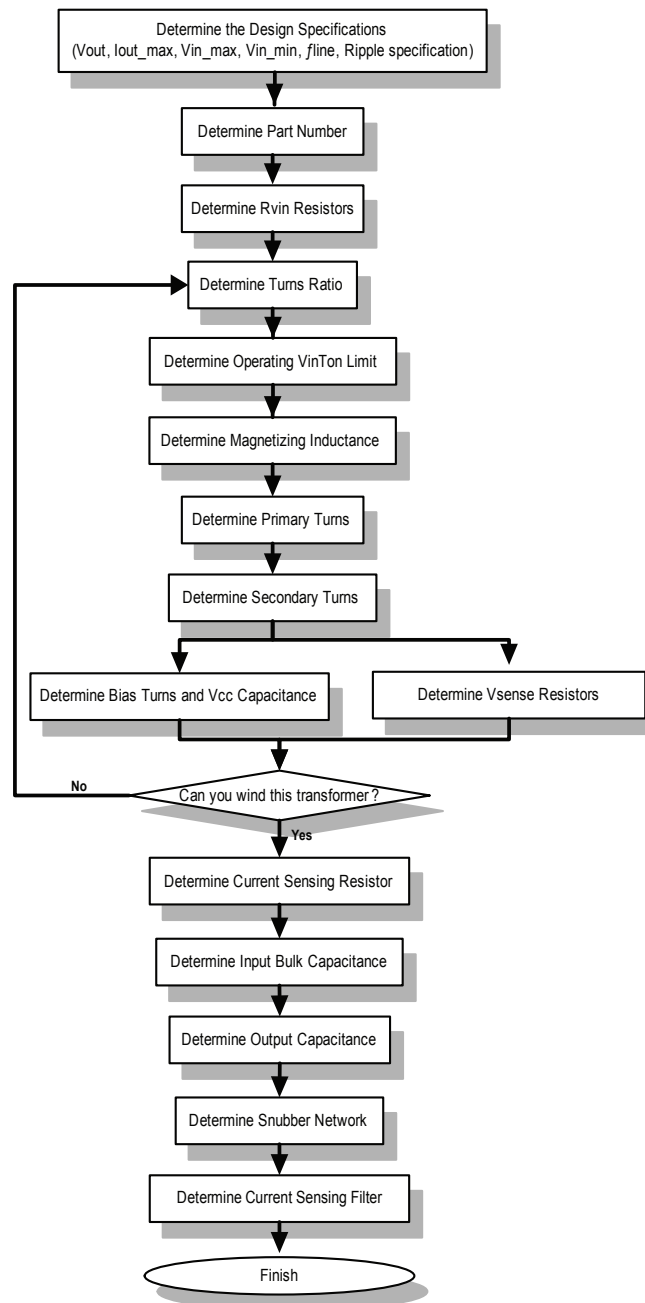 Determine the Design Specifications
(Vout, Iout_max, Vin_max, Vin_min, ƒline, Ripple specification)
Determine Part Number
Determine Rvin Resistors
Determine Turns Ratio
Determine Operating VinTon Limit
Determine Magnetizing Inductance
Determine Primary Turns
Determine Secondary Turns
Determine Bias Turns and Vcc Capacitance
Determine Vsense Resistors
No
Can you wind this transformer?
Yes
Determine Current Sensing Resistor
Determine Input Bulk Capacitance
Determine Output Capacitance
Determine Snubber Network
Determine Current Sensing Filter
Finish